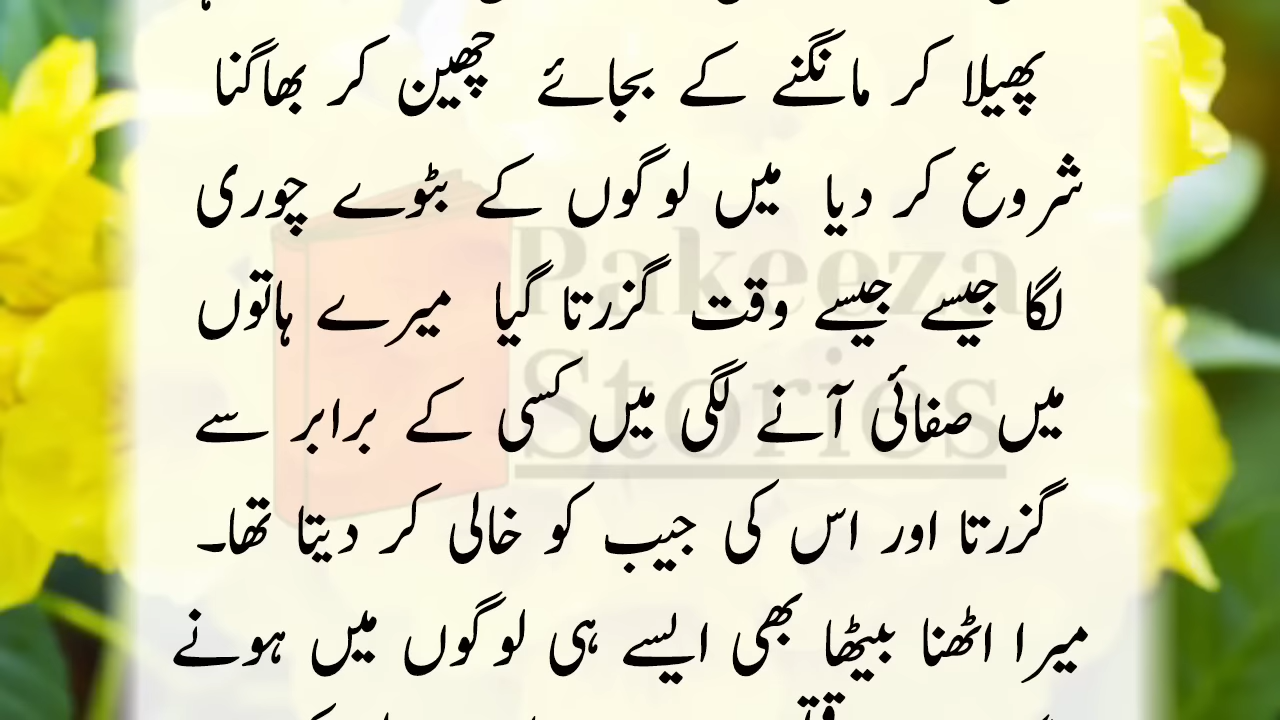 پھیلا کر مانگنے کے بجائے چھین کر بھاگنا
شروع کر دیا میں لوگوں کے بٹوے چوری
لگا جیسے جیسے وقت گزرتا گیا میرے ہاتوں
میں صفائی آنے لگی میں کسی کے برابر سے
گزرتا اور اس کی جیب کو خالی کر دیتا تھا۔
میرا اٹھنا بیٹھا بھی ایسے ہی لوگوں میں ہونے
Pakeeza
Stories